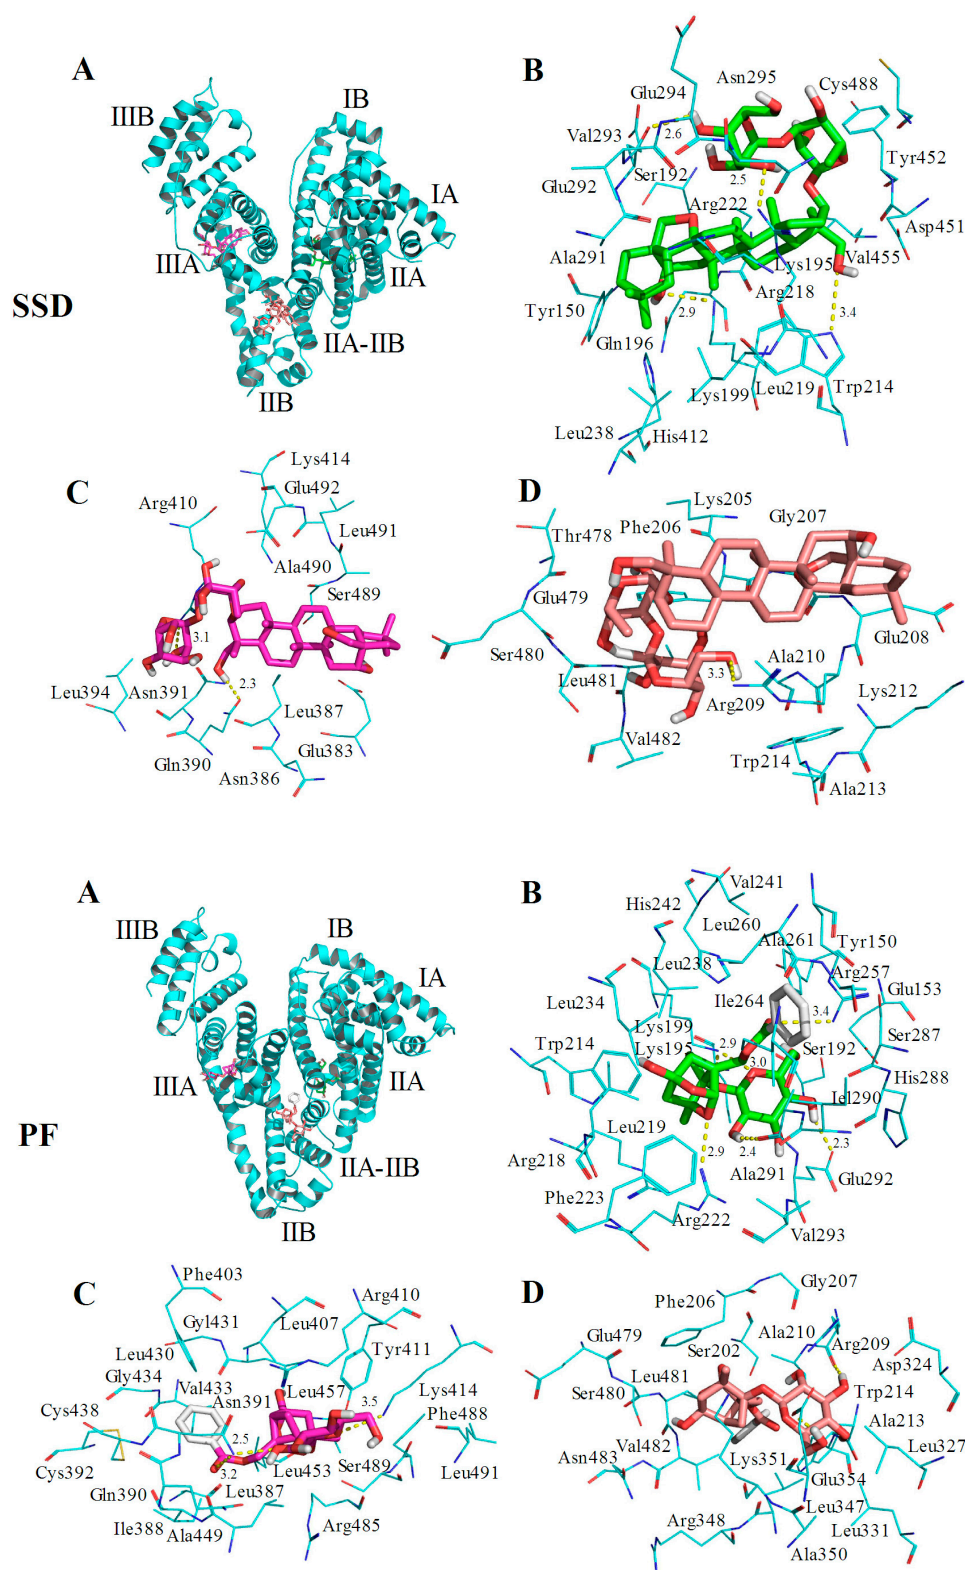 A
IIIB
IB
IA
IIIA
IIA
SSD
IIA-IIB
IIB
B
Asn295
Cys488
Glu294
Val293
2.6
Tyr452
Ser192
2.5
Glu292
Arg222
Asp451
Ala291
Lys195
Val455
Arg218
Tyr150
2.9
3.4
Gln196
Lys199
Leu219
Trp214
Leu238
His412
C
Lys414
Glu492
Arg410
Leu491
Ala490
Ser489
3.1
Leu394
Asn391
2.3
Leu387
Gln390
Glu383
Asn386
D
Lys205
Gly207
Phe206
Thr478
Glu479
Glu208
Ser480
Ala210
Leu481
3.3
Arg209
Lys212
Val482
Trp214
Ala213
A
IIIB
IB
IA
IIIA
IIA
PF
IIA-IIB
IIB
B
Val241
His242
Leu260
Ala261
Tyr150
Leu238
Arg257
Glu153
Leu234
Ile264
3.4
Ser287
Lys199
Trp214
Lys195
2.9
3.0
Ser192
His288
Iel290
Leu219
2.3
Arg218
2.9
2.4
Ala291
Glu292
Phe223
Arg222
Val293
C
Phe403
Arg410
Gyl431
Leu407
Leu430
Tyr411
Gly434
Val433
Asn391
Leu457
3.5
Lys414
Cys438
2.5
Phe488
Cys392
3.2
Leu453
Ser489
Leu491
Gln390
Leu387
Ile388
Ala449
Arg485
D
Gly207
Phe206
Ala210
Arg209
Glu479
Ser202
Asp324
Leu481
Ser480
Trp214
Ala213
Val482
Asn483
Lys351
Leu327
Glu354
Leu347
Arg348
Leu331
Ala350